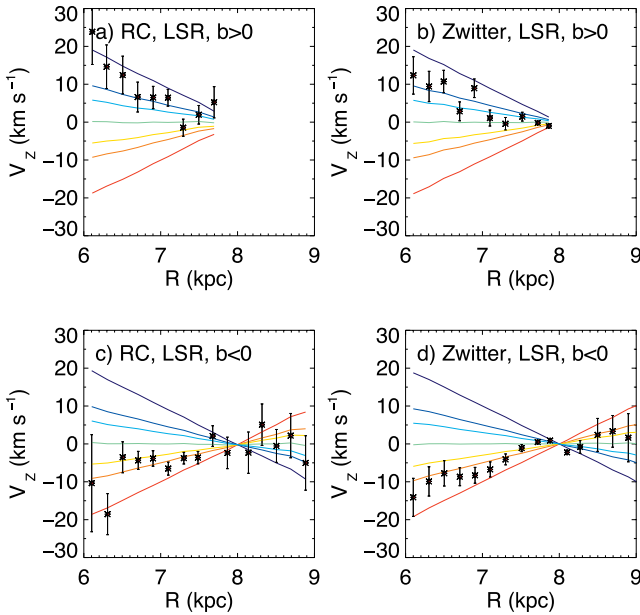 a) RC, LSR, b>0
30
20
10
0
-10
-20
-30
V_Z (km s⁻¹)
6 7 8 9
R (kpc)
b) Zwitter, LSR, b>0
30
20
10
0
-10
-20
-30
V_Z (km s⁻¹)
6 7 8 9
R (kpc)
c) RC, LSR, b<0
30
20
10
0
-10
-20
-30
V_Z (km s⁻¹)
6 7 8 9
R (kpc)
d) Zwitter, LSR, b<0
30
20
10
0
-10
-20
-30
V_Z (km s⁻¹)
6 7 8 9
R (kpc)